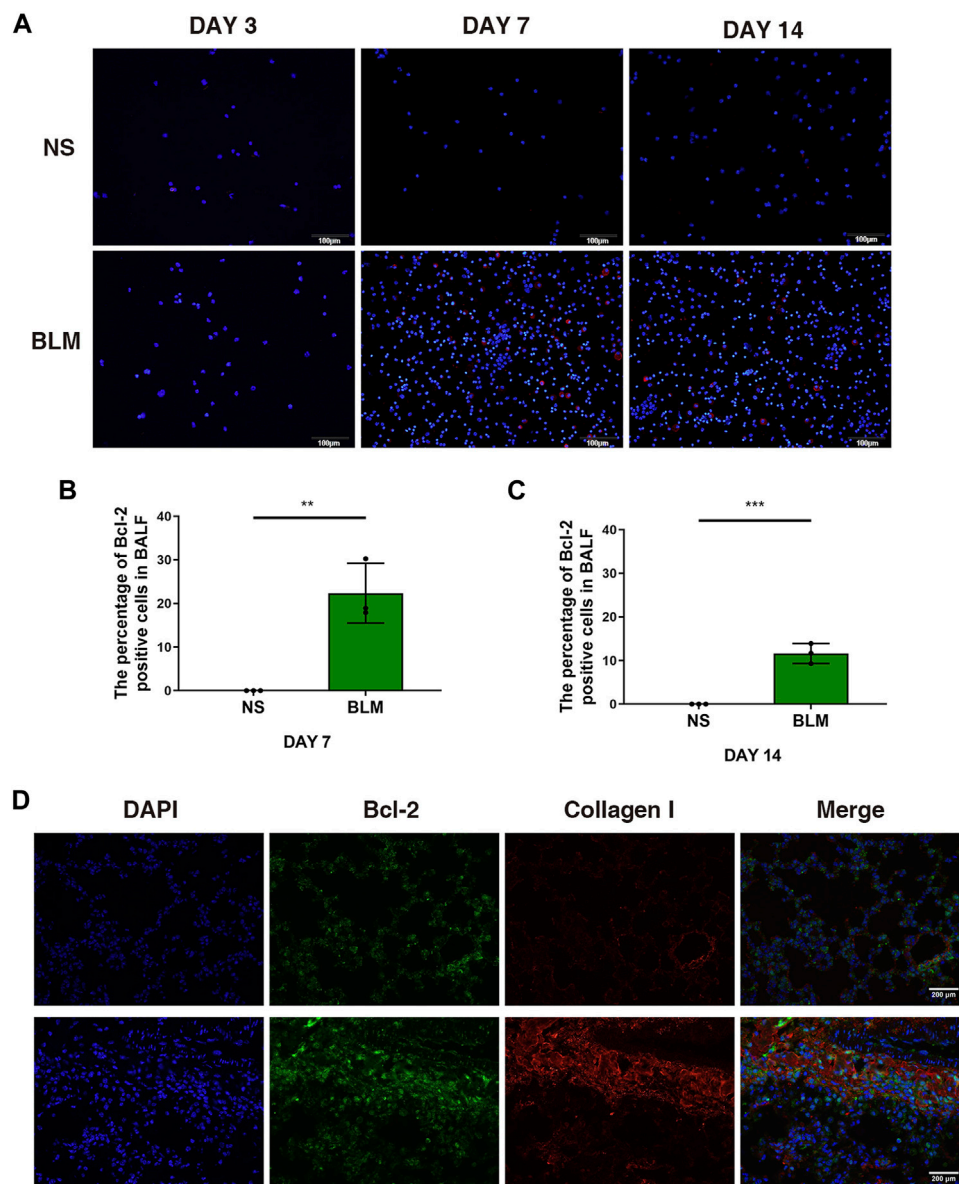 A
DAY 3
DAY 7
DAY 14
NS
100µm
100µm
100µm
BLM
100µm
100µm
100µm
B
**
The percentage of Bcl-2
positive cells in BALF
40
30
20
10
0
NS
BLM
DAY 7
C
***
The percentage of Bcl-2
positive cells in BALF
40
30
20
10
0
NS
BLM
DAY 14
D
DAPI
Bcl-2
Collagen I
Merge
200 µm
200 µm